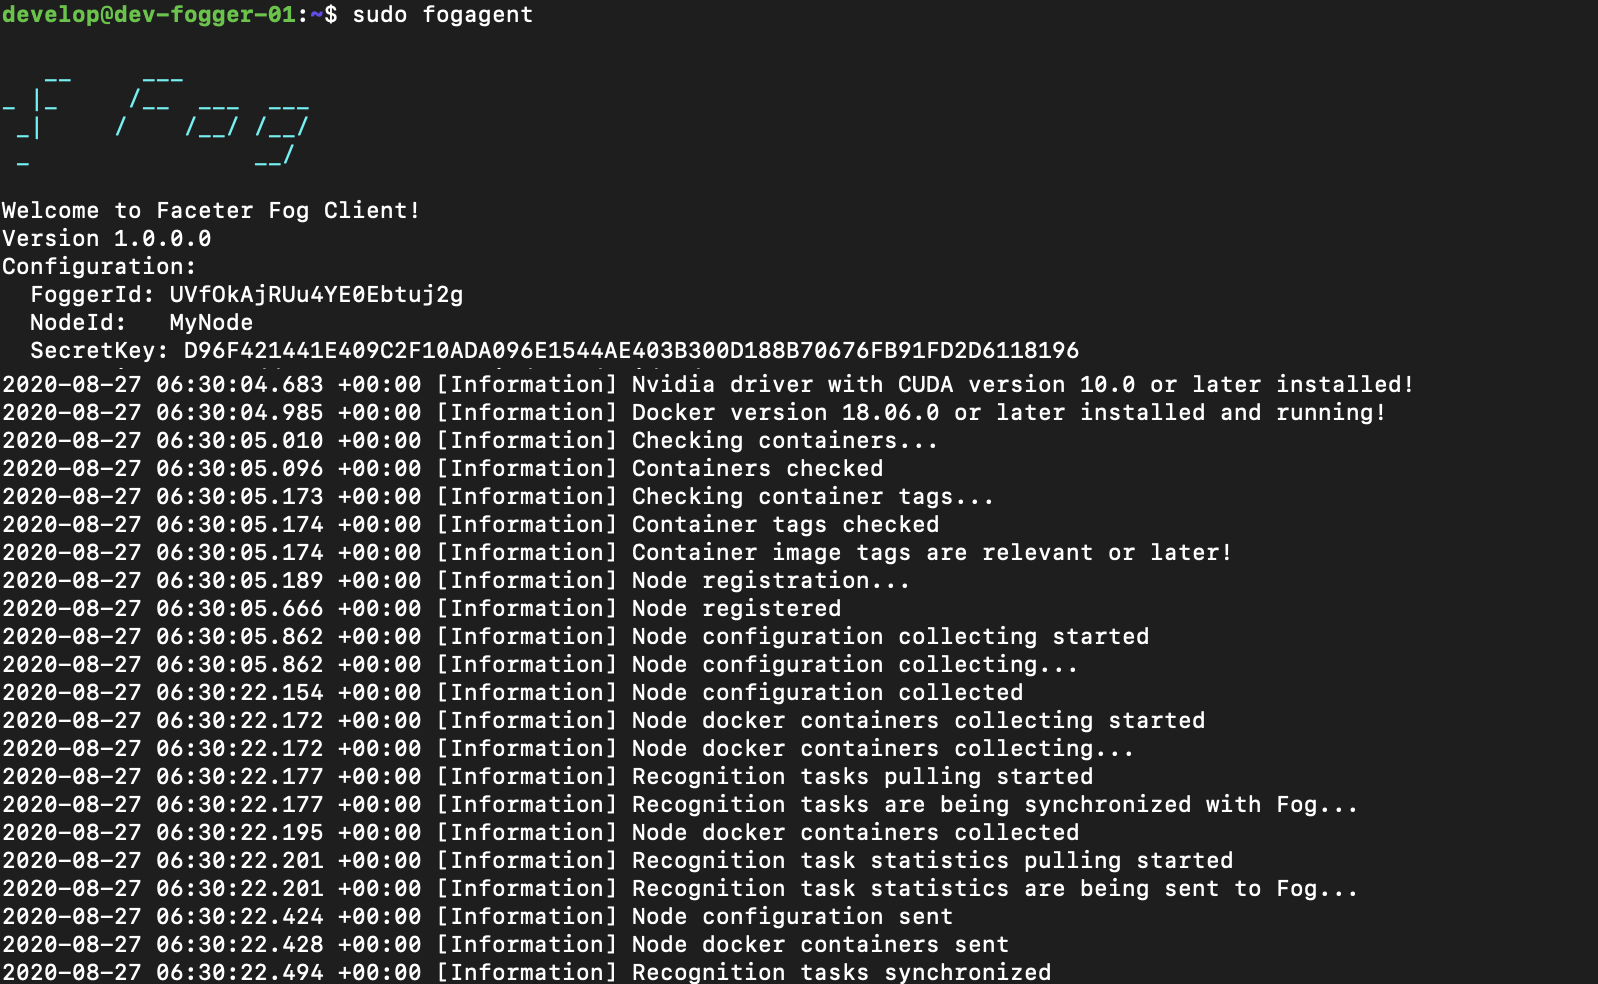 develop@dev-fogger-01:~$ sudo fogagent
Welcome to Faceter Fog Client!
Version 1.0.0.0
Configuration:
FoggerId: UVfOkAjRUu4YE0Ebtuj2g
NodeId: MyNode
SecretKey: D96F421441E409C2F10ADA096E1544AE403B300D188B70676FB91FD2D6118196
2020-08-27 06:30:04.683 +00:00 [Information] Nvidia driver with CUDA version 10.0 or later installed!
2020-08-27 06:30:04.985 +00:00 [Information] Docker version 18.06.0 or later installed and running!
2020-08-27 06:30:05.010 +00:00 [Information] Checking containers...
2020-08-27 06:30:05.096 +00:00 [Information] Containers checked
2020-08-27 06:30:05.173 +00:00 [Information] Checking container tags...
2020-08-27 06:30:05.174 +00:00 [Information] Container tags checked
2020-08-27 06:30:05.174 +00:00 [Information] Container image tags are relevant or later!
2020-08-27 06:30:05.189 +00:00 [Information] Node registration...
2020-08-27 06:30:05.666 +00:00 [Information] Node registered
2020-08-27 06:30:05.862 +00:00 [Information] Node configuration collecting started
2020-08-27 06:30:05.862 +00:00 [Information] Node configuration collecting...
2020-08-27 06:30:22.154 +00:00 [Information] Node configuration collected
2020-08-27 06:30:22.172 +00:00 [Information] Node docker containers collecting started
2020-08-27 06:30:22.172 +00:00 [Information] Node docker containers collecting...
2020-08-27 06:30:22.177 +00:00 [Information] Recognition tasks pulling started
2020-08-27 06:30:22.177 +00:00 [Information] Recognition tasks are being synchronized with Fog...
2020-08-27 06:30:22.195 +00:00 [Information] Node docker containers collected
2020-08-27 06:30:22.201 +00:00 [Information] Recognition task statistics pulling started
2020-08-27 06:30:22.201 +00:00 [Information] Recognition task statistics are being sent to Fog...
2020-08-27 06:30:22.424 +00:00 [Information] Node configuration sent
2020-08-27 06:30:22.428 +00:00 [Information] Node docker containers sent
2020-08-27 06:30:22.494 +00:00 [Information] Recognition tasks synchronized